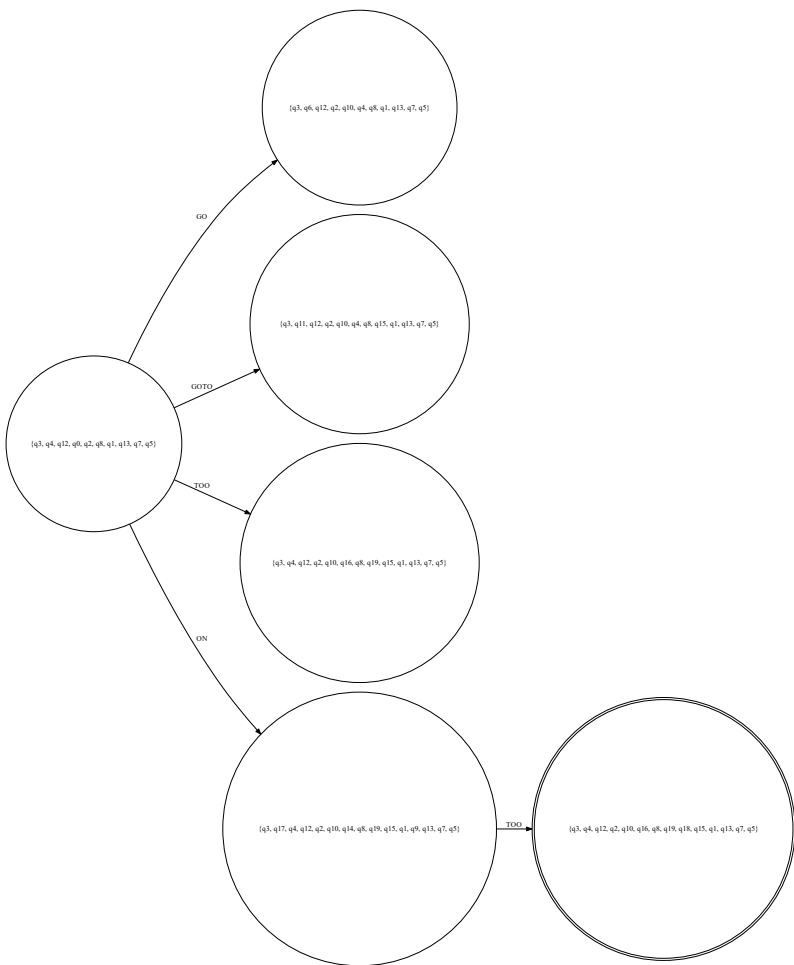 {q3, q6, q12, q2, q10, q4, q8, q1, q13, q7, q5}
GO
{q3, q11, q12, q2, q10, q4, q8, q15, q1, q13, q7, q5}
GOTO
{q3, q4, q12, q0, q2, q8, q1, q13, q7, q5}
TOO
{q3, q4, q12, q2, q10, q16, q8, q19, q15, q1, q13, q7, q5}
ON
{q3, q17, q4, q12, q2, q10, q14, q8, q19, q15, q1, q9, q13, q7, q5}
TOO
{q3, q4, q12, q2, q10, q16, q8, q19, q18, q15, q1, q13, q7, q5}